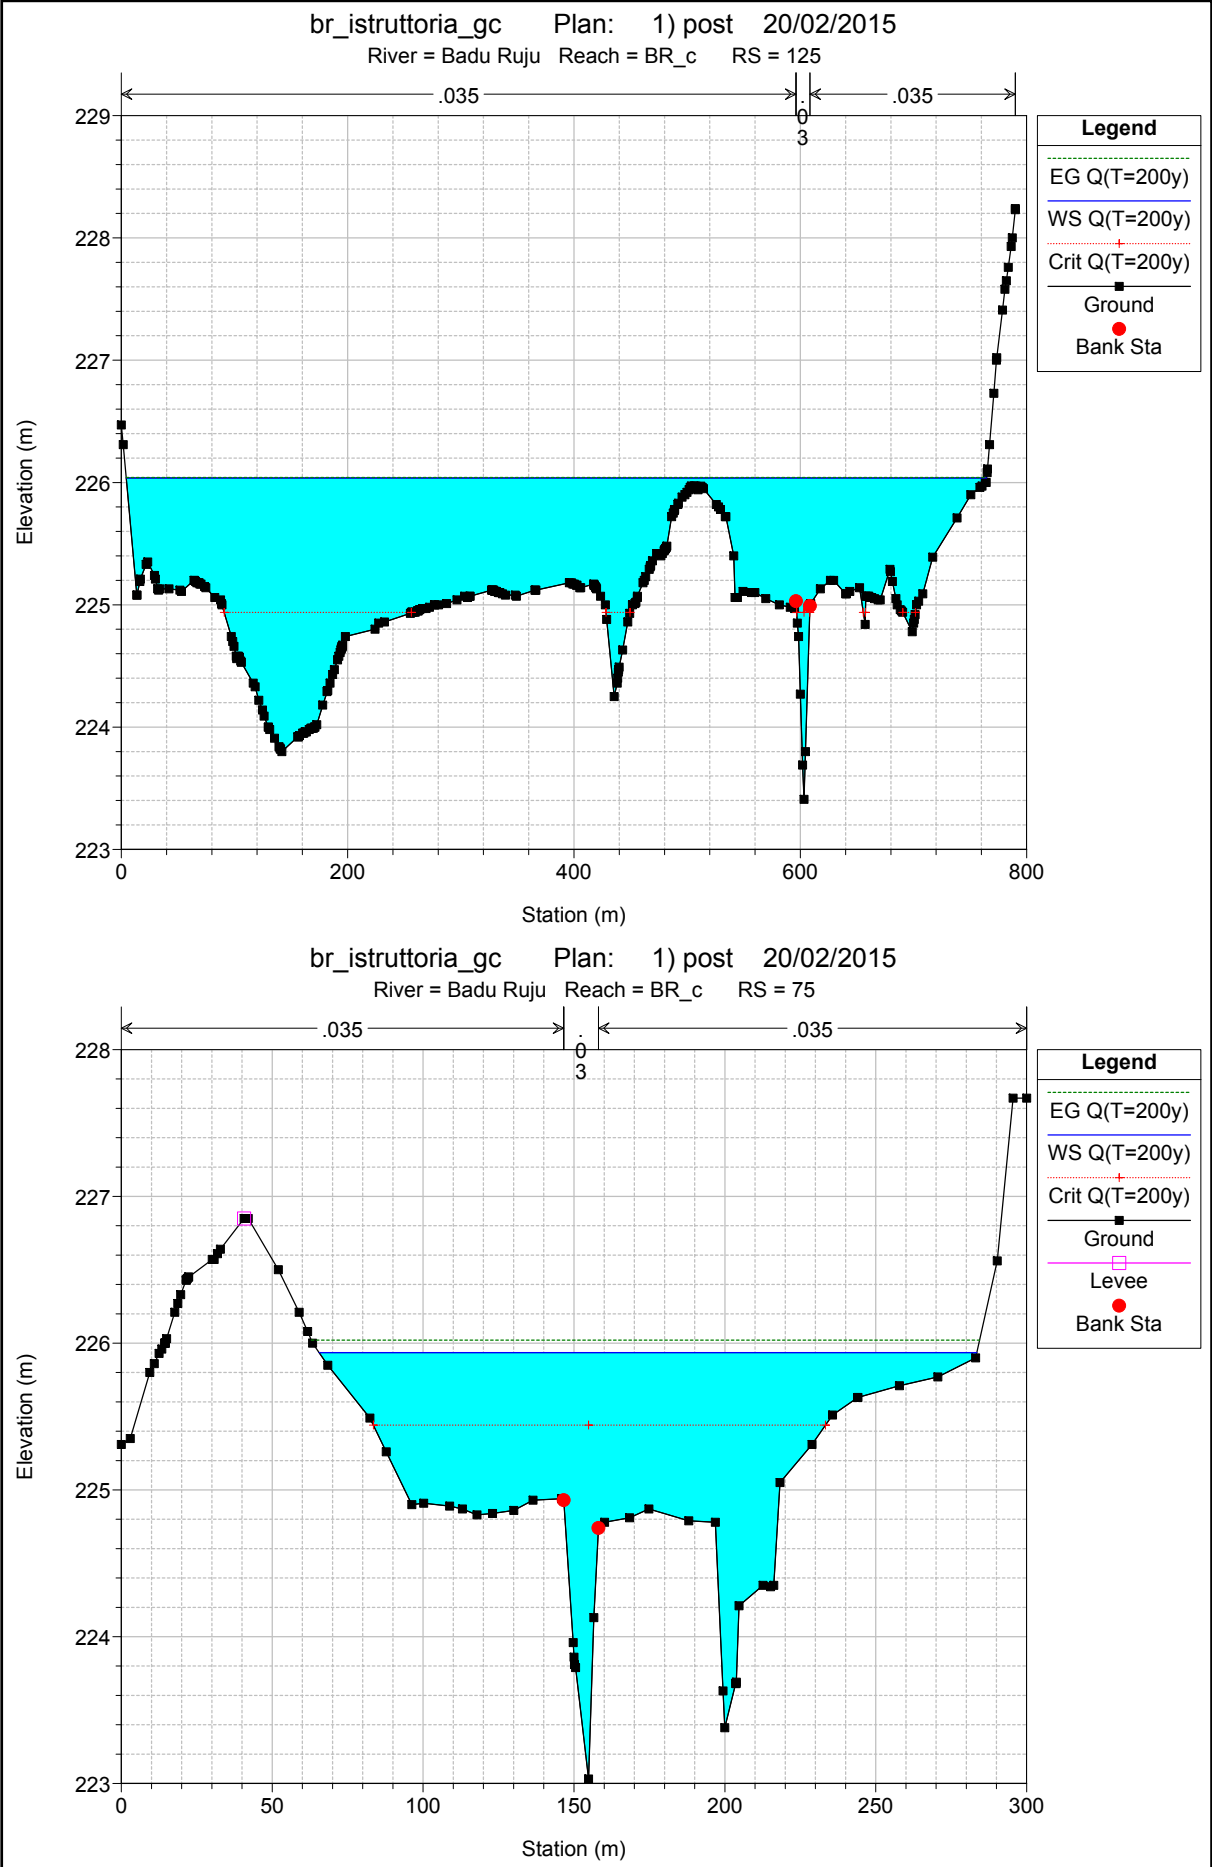 br_istruttoria_gc Plan: 1) post 20/02/2015
River = Badu Ruju Reach = BR_c RS = 125
.035
.03
.035
229
228
227
226
225
224
223
Elevation (m)
0 200 400 600 800
Station (m)
Legend
EG Q(T=200y)
WS Q(T=200y)
Crit Q(T=200y)
Ground
Bank Sta
br_istruttoria_gc Plan: 1) post 20/02/2015
River = Badu Ruju Reach = BR_c RS = 75
.035
.03
.035
228
227
226
225
224
223
Elevation (m)
0 50 100 150 200 250 300
Station (m)
Legend
EG Q(T=200y)
WS Q(T=200y)
Crit Q(T=200y)
Ground
Levee
Bank Sta